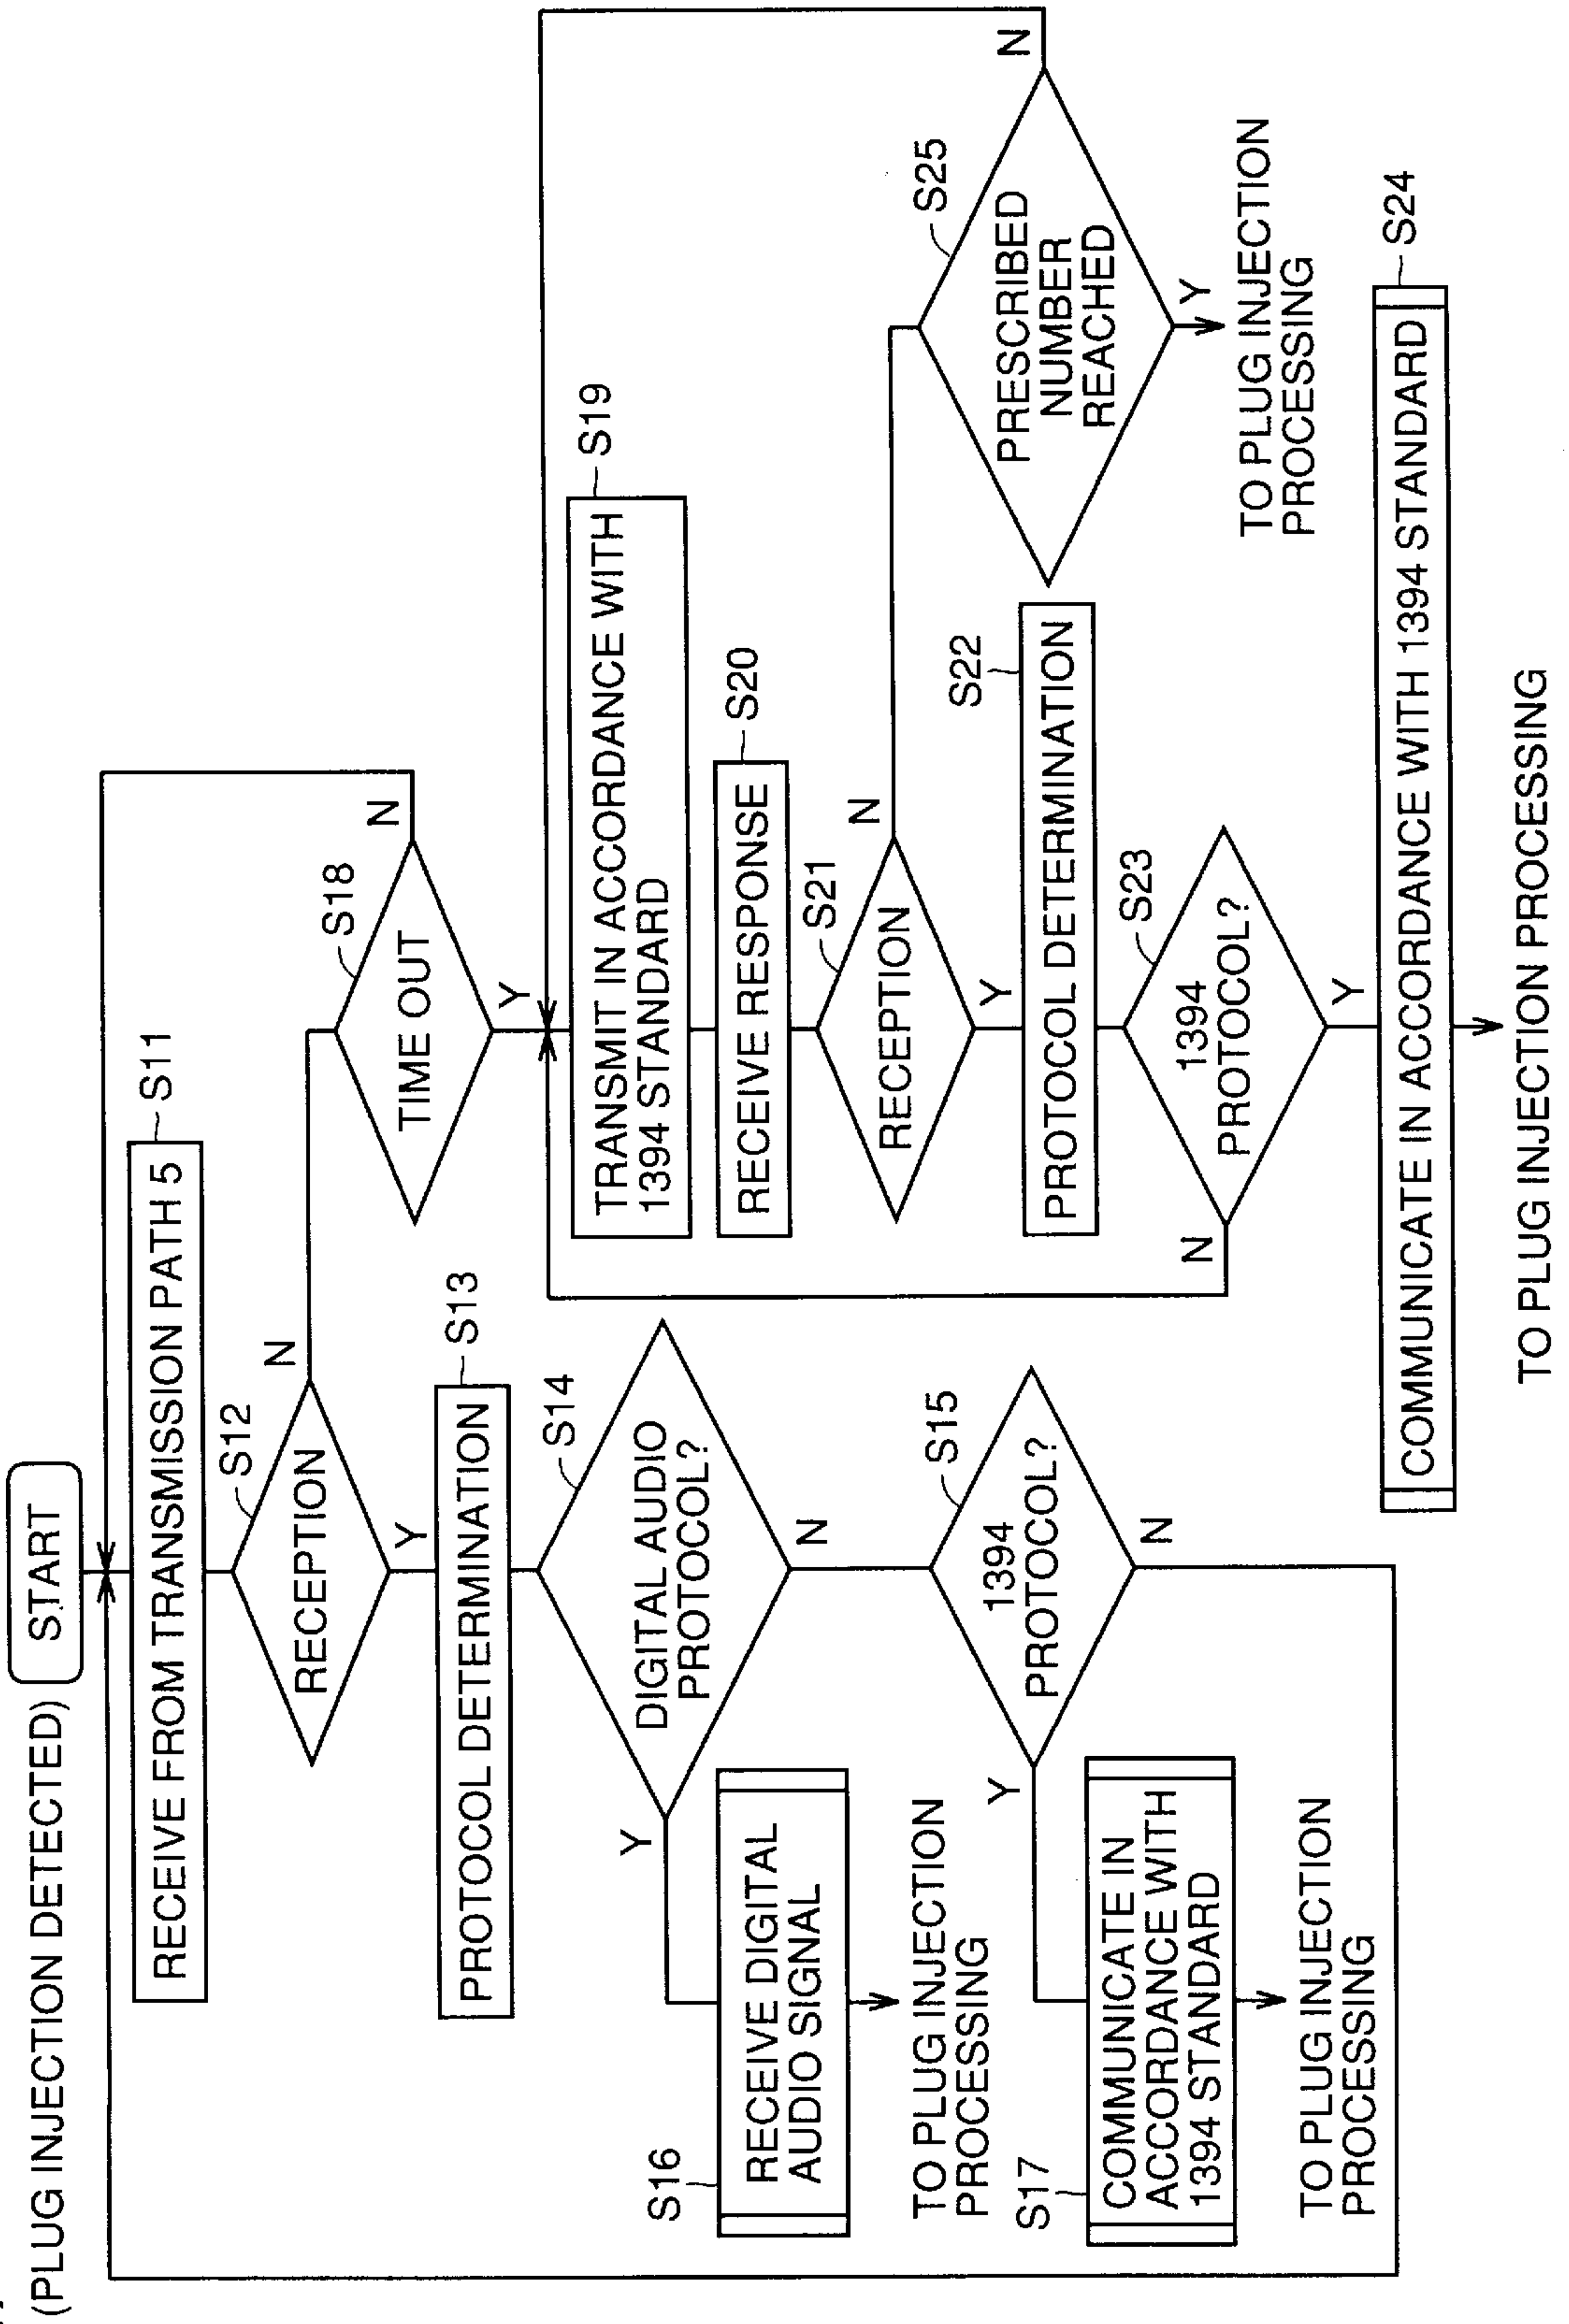 (PLUG INJECTION DETECTED)
START
RECEIVE FROM TRANSMISSION PATH 5
S11
S12
RECEPTION
N
Y
S13
PROTOCOL DETERMINATION
S14
DIGITAL AUDIO
PROTOCOL?
Y
N
S16
RECEIVE DIGITAL
AUDIO SIGNAL
TO PLUG INJECTION
PROCESSING
S15
1394
PROTOCOL?
Y
N
S17
COMMUNICATE IN
ACCORDANCE WITH
1394 STANDARD
TO PLUG INJECTION
PROCESSING
S18
TIME OUT
N
Y
S19
TRANSMIT IN ACCORDANCE WITH
1394 STANDARD
S20
RECEIVE RESPONSE
S21
RECEPTION
N
Y
S22
PROTOCOL DETERMINATION
S23
1394
PROTOCOL?
N
Y
S24
COMMUNICATE IN ACCORDANCE WITH 1394 STANDARD
TO PLUG INJECTION PROCESSING
S25
PRESCRIBED
NUMBER
REACHED
N
Y
TO PLUG INJECTION
PROCESSING